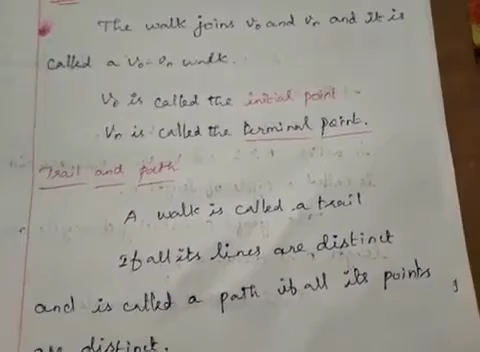 The walk joins v₀ and vₙ and it is
called a v₀-vₙ walk.
v₀ is called the initial point.
vₙ is called the terminal point.
Trail and path
A walk is called a trail
If all its lines are distinct
and is called a path if all its points
are distinct.